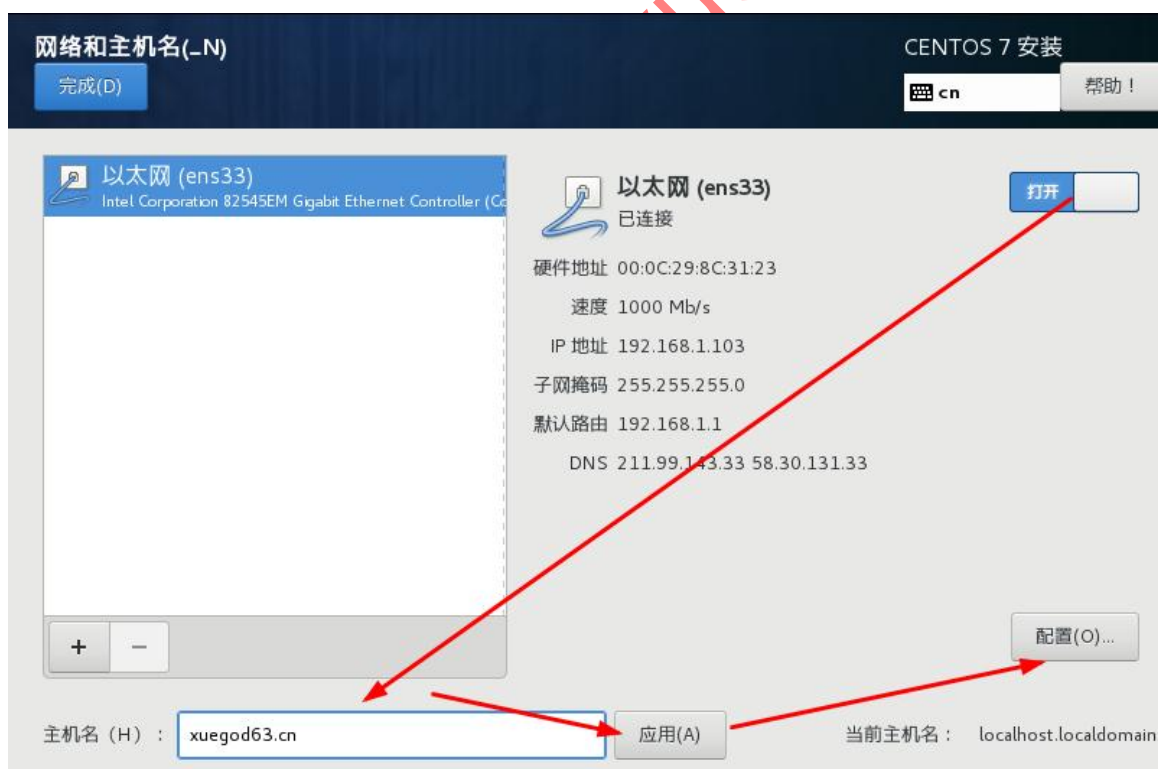 网络和主机名(_N)
完成(D)
CENTOS 7 安装
cn
帮助！
以太网 (ens33)
Intel Corporation 82545EM Gigabit Ethernet Controller (Co
以太网 (ens33)
已连接
打开
硬件地址 00:0C:29:8C:31:23
速度 1000 Mb/s
IP 地址 192.168.1.103
子网掩码 255.255.255.0
默认路由 192.168.1.1
DNS 211.99.143.33 58.30.131.33
+ −
配置(O)...
主机名（H）： xuegod63.cn
应用(A)
当前主机名： localhost.localdomain